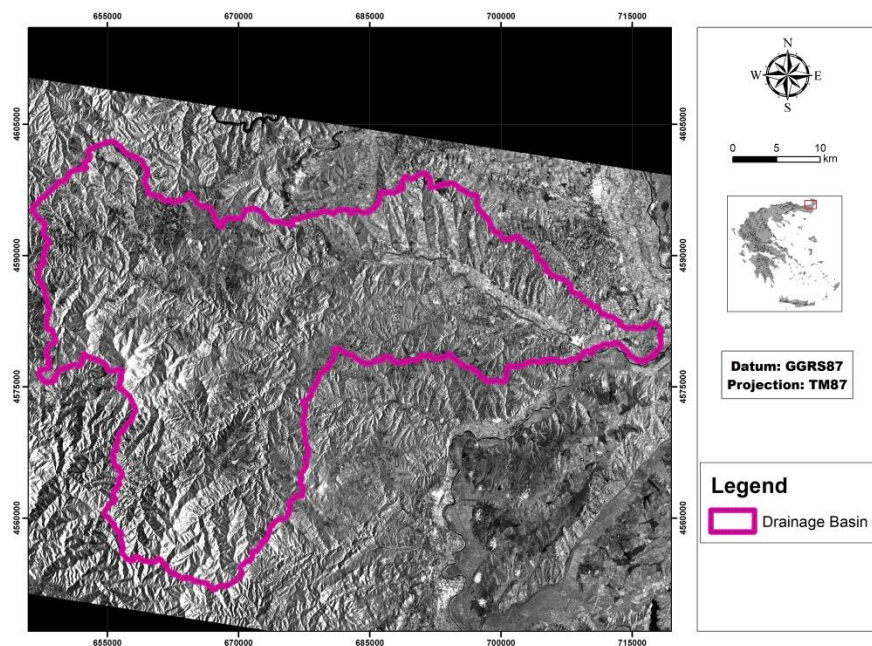 655000 670000 685000 700000 715000
N
W E
S
4605000 4605000
0 5 10
km
4590000 4590000
Datum: GGRS87
Projection: TM87
4575000 4575000
Legend
Drainage Basin
4560000 4560000
655000 670000 685000 700000 715000